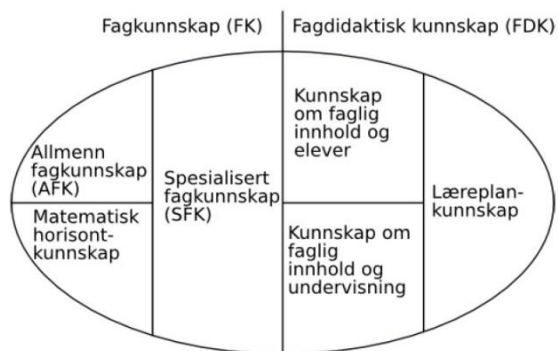 Fagkunnskap (FK)
Fagdidaktisk kunnskap (FDK)
Allmenn
fagkunnskap
(AFK)
Matematisk
horisont-
kunnskap
Spesialisert
fagkunnskap
(SFK)
Kunnskap
om faglig
innhold og
elever
Kunnskap om
faglig
innhold og
undervisning
Læreplan-
kunnskap